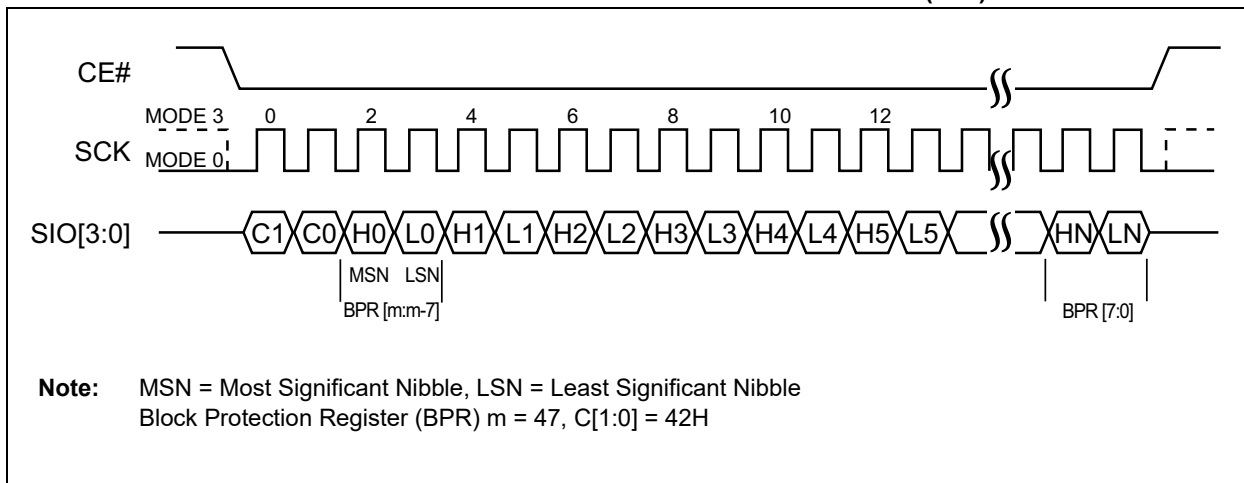 CE#
MODE 3 0 2 4 6 8 10 12
SCK
MODE 0
SIO[3:0] C1 C0 H0 L0 H1 L1 H2 L2 H3 L3 H4 L4 H5 L5 HN LN
MSN LSN
BPR [m:m-7] BPR [7:0]
Note: MSN = Most Significant Nibble, LSN = Least Significant Nibble
Block Protection Register (BPR) m = 47, C[1:0] = 42H